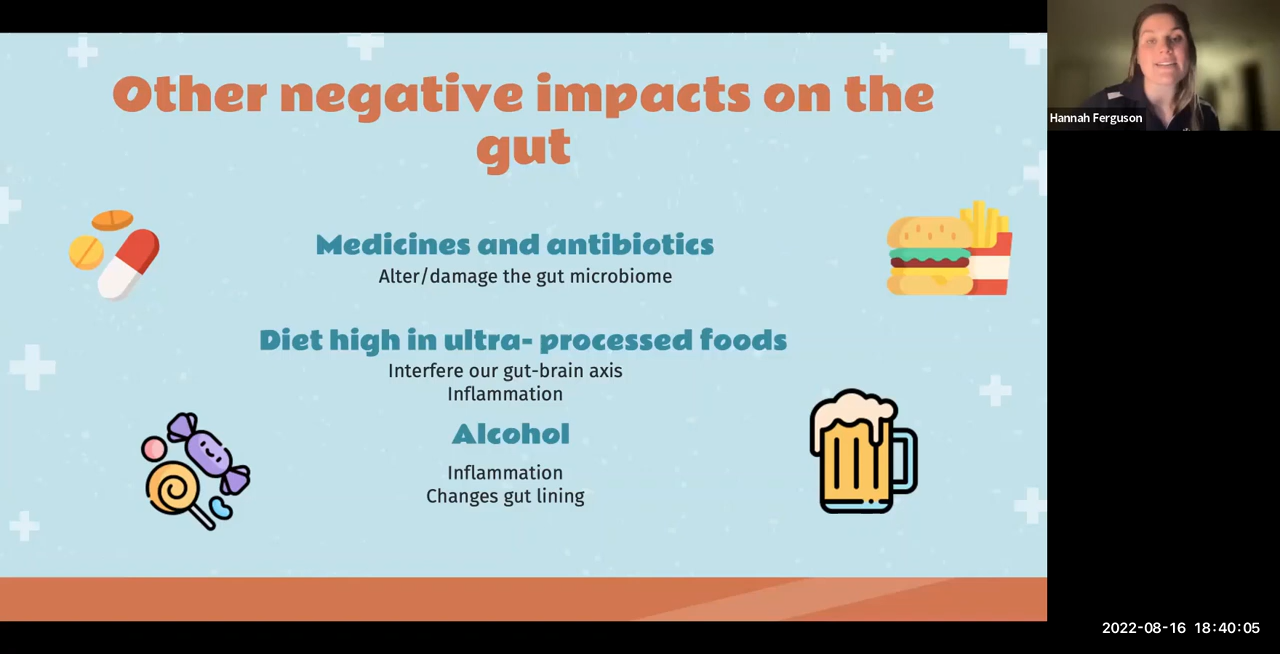 Other negative impacts on the
gut
Medicines and antibiotics
Alter/damage the gut microbiome
Diet high in ultra- processed foods
Interfere our gut-brain axis
Inflammation
Alcohol
Inflammation
Changes gut lining
Hannah Ferguson
2022-08-16 18:40:05